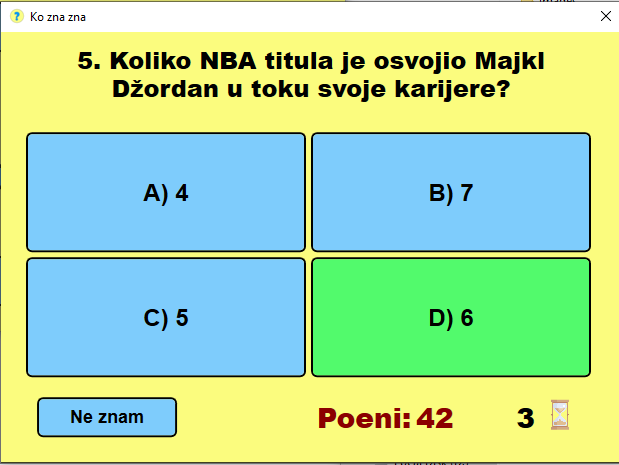 Ko zna zna
5. Koliko NBA titula je osvojio Majkl
Džordan u toku svoje karijere?
A) 4
B) 7
C) 5
D) 6
Ne znam
Poeni: 42
3